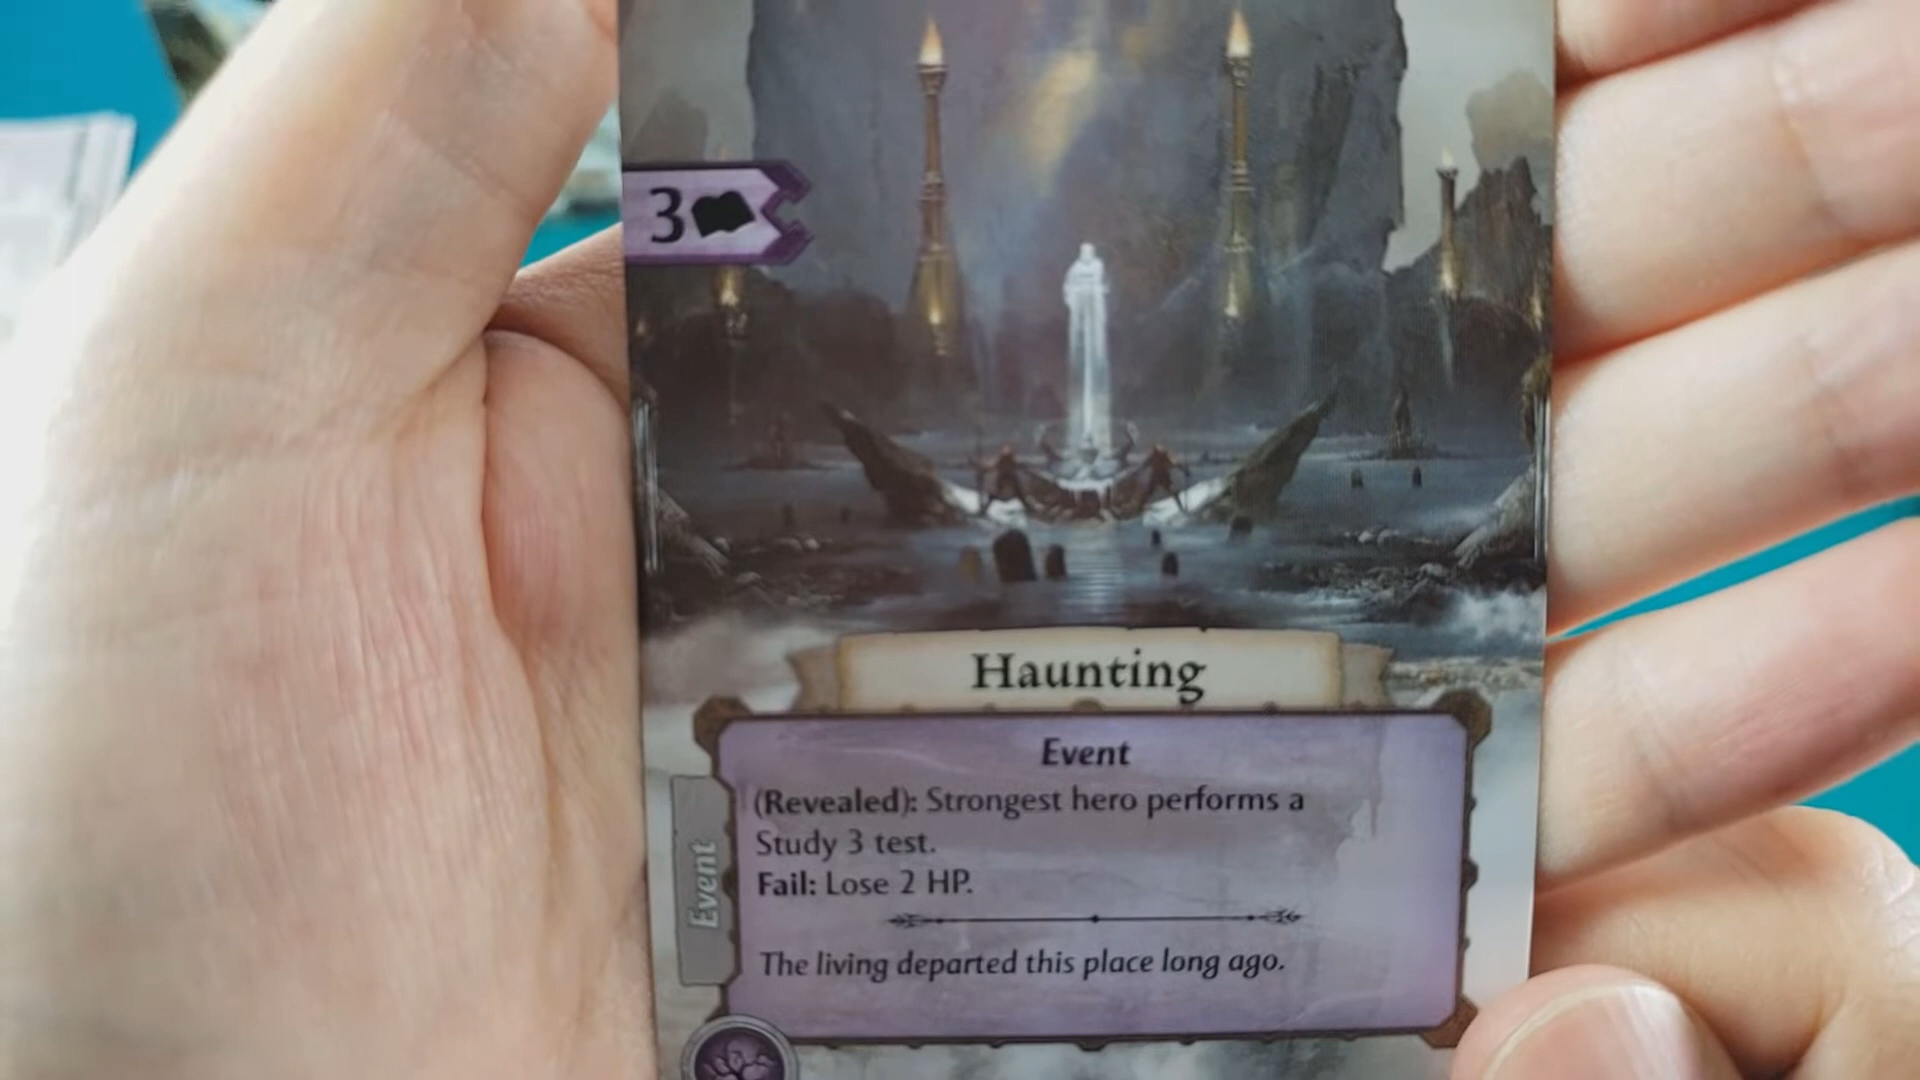 3
Haunting
Event
(Revealed): Strongest hero performs a
Study 3 test.
Fail: Lose 2 HP.
The living departed this place long ago.
Event